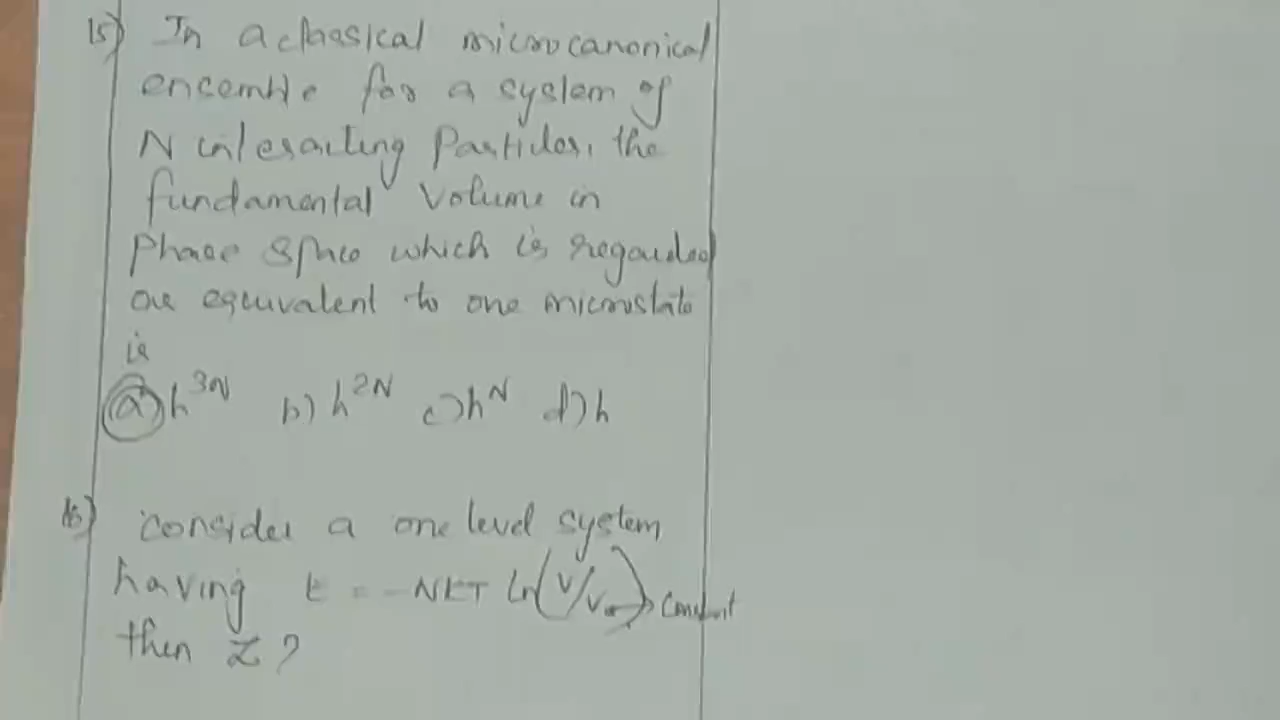 15) In a classical microcanonical
ensemble for a system of
N interacting Particles, the
fundamental Volume in
Phase Space which is regarded
as equivalent to one microstate
is
a) h^3N b) h^2N c) h^N d) h
16) Consider a one level system
having E = -NkT ln(V/V₀) → Constant
then Z?